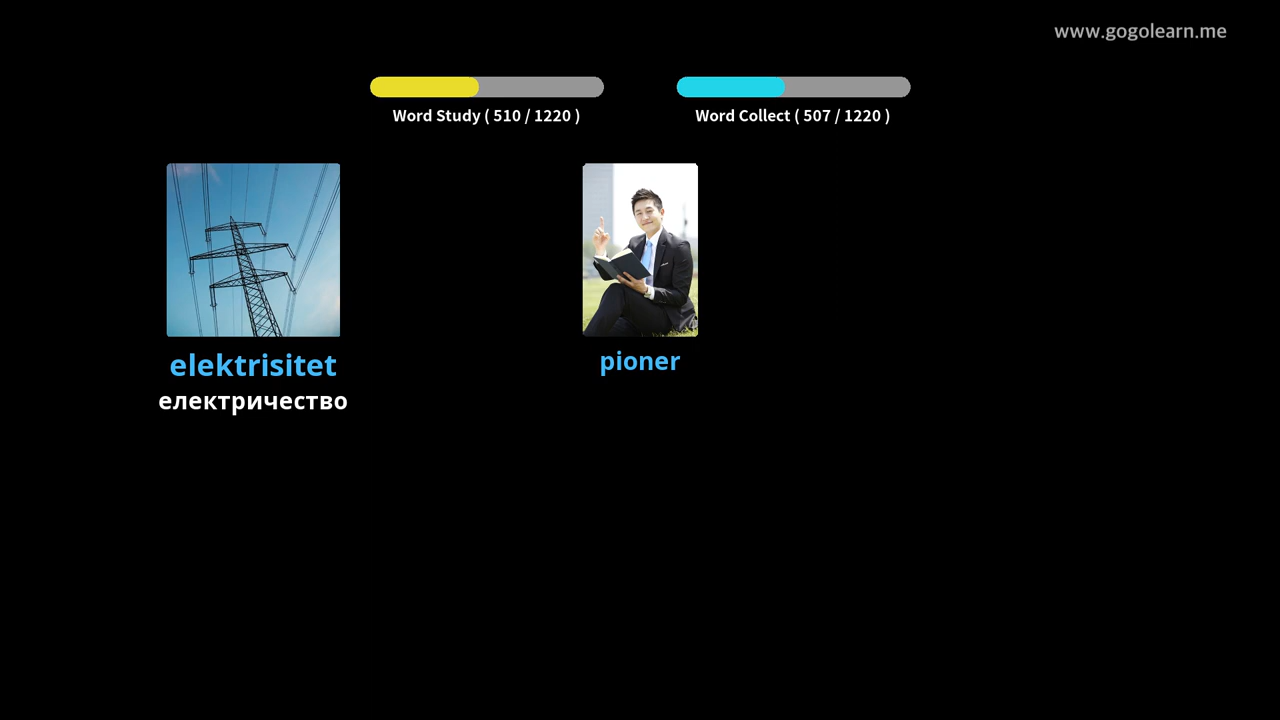 www.gogolearn.me
Word Study ( 510 / 1220 )
Word Collect ( 507 / 1220 )
elektrisitet
електричество
pioner